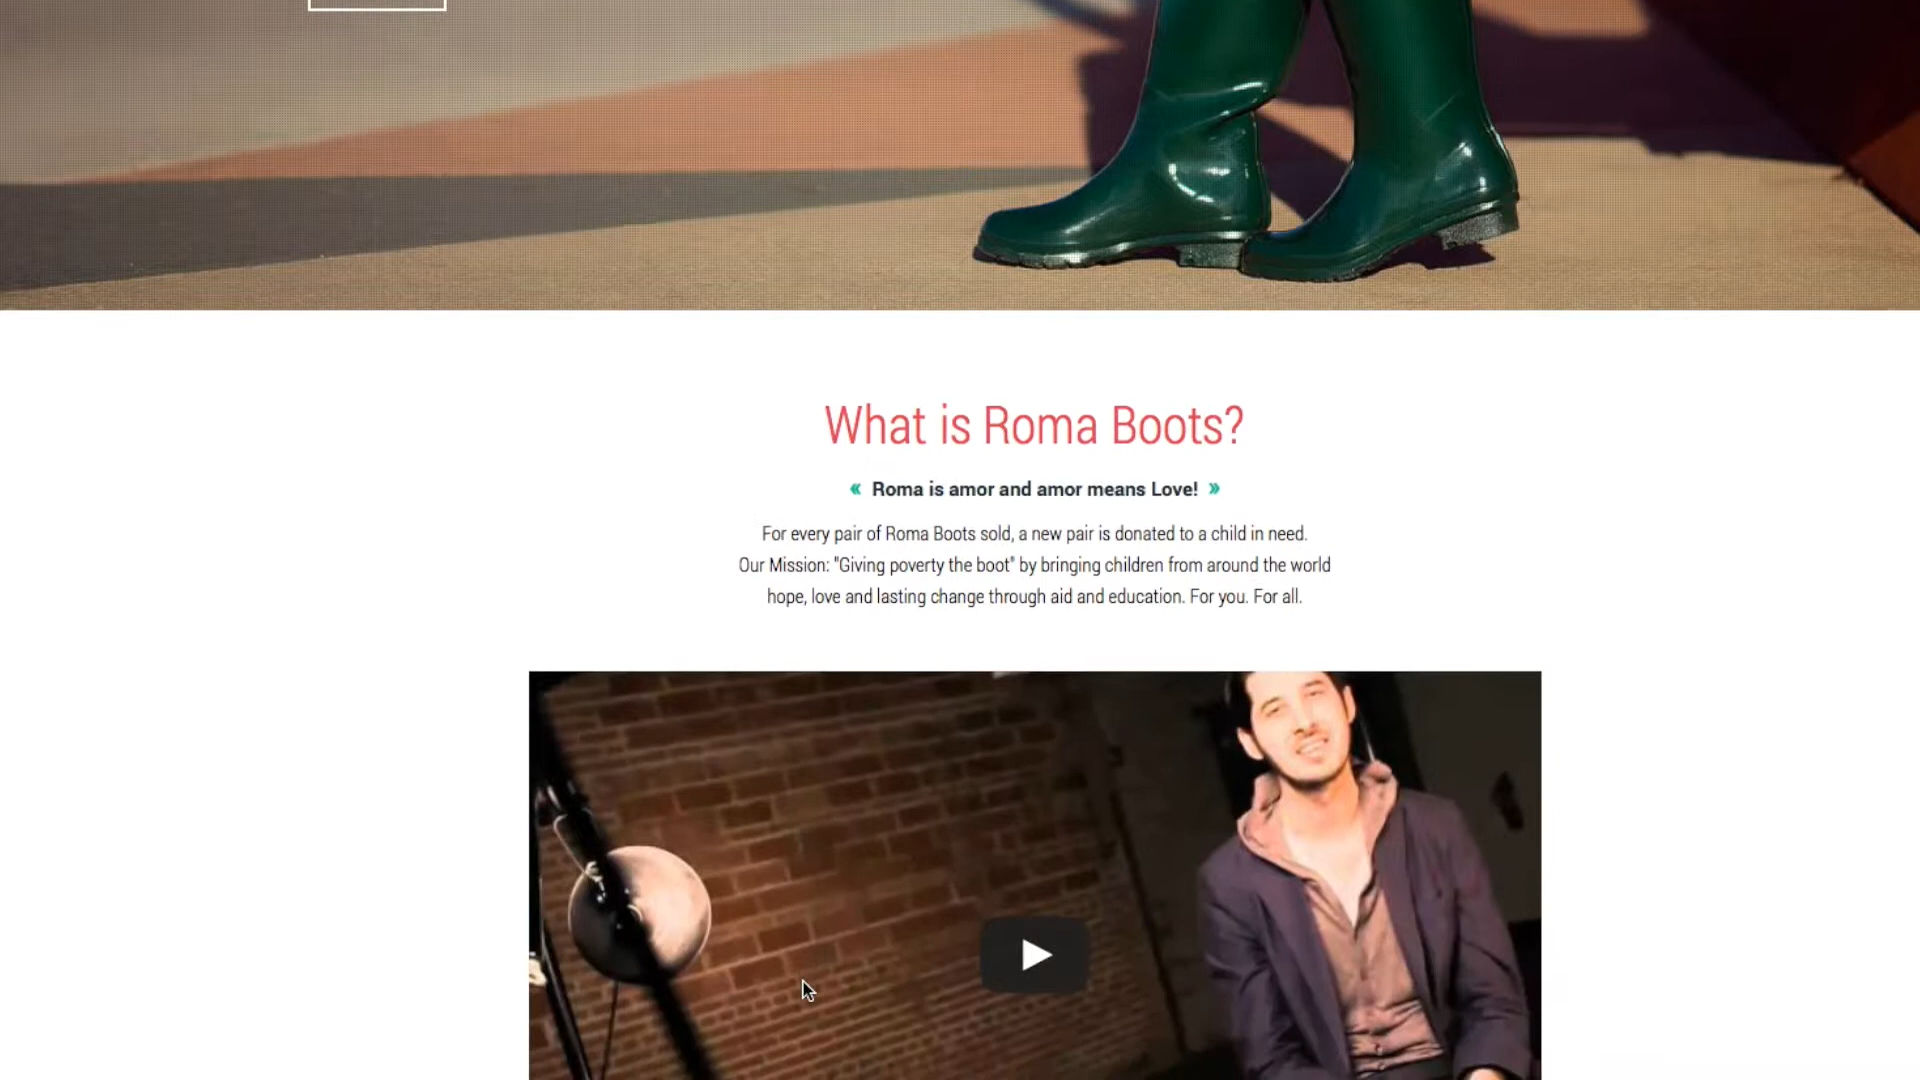 What is Roma Boots?
« Roma is amor and amor means Love! »
For every pair of Roma Boots sold, a new pair is donated to a child in need.
Our Mission: "Giving poverty the boot" by bringing children from around the world
hope, love and lasting change through aid and education. For you. For all.